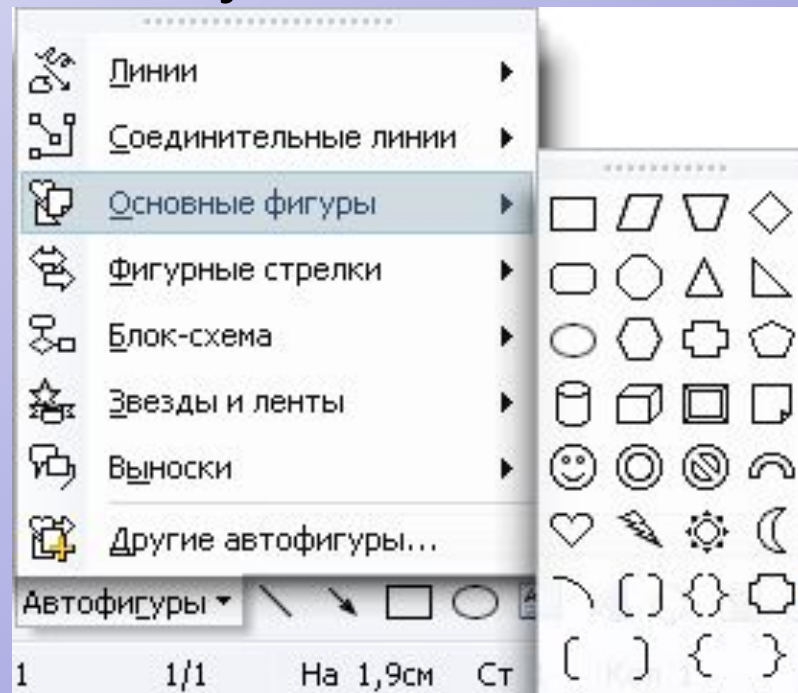 Линии
Соединительные линии
Основные фигуры
Фигурные стрелки
Блок-схема
Звезды и ленты
Выноски
Другие автофигуры...
Автофигуры
1 1/1 На 1,9см Ст